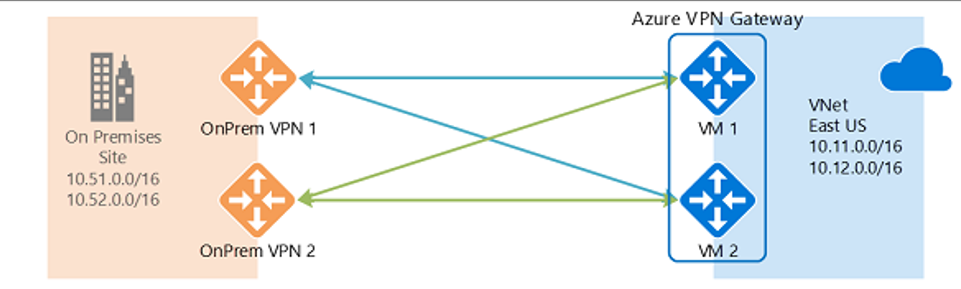 Azure VPN Gateway
On Premises
Site
10.51.0.0/16
10.52.0.0/16
OnPrem VPN 1
OnPrem VPN 2
VM 1
VM 2
VNet
East US
10.11.0.0/16
10.12.0.0/16